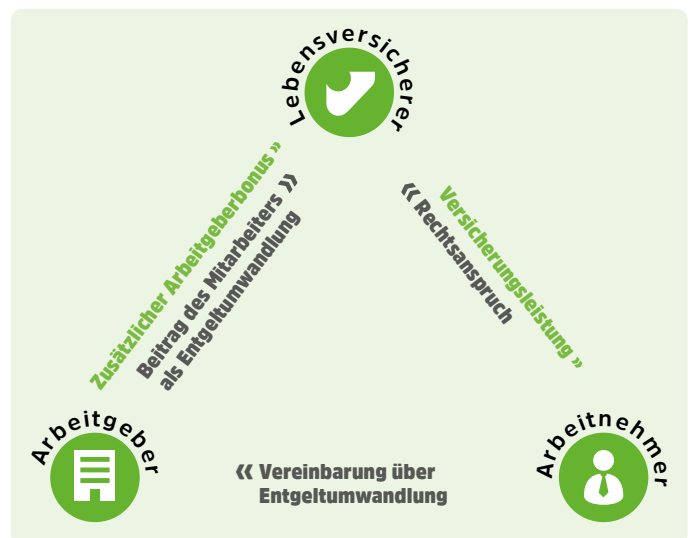 Lebensversicherer
Zusätzlicher Arbeitgeberbonus »
Beitrag des Mitarbeiters »
als Entgeltumwandlung
Versicherungsleistung »
« Rechtsanspruch
Arbeitgeber
« Vereinbarung über
Entgeltumwandlung
Arbeitnehmer